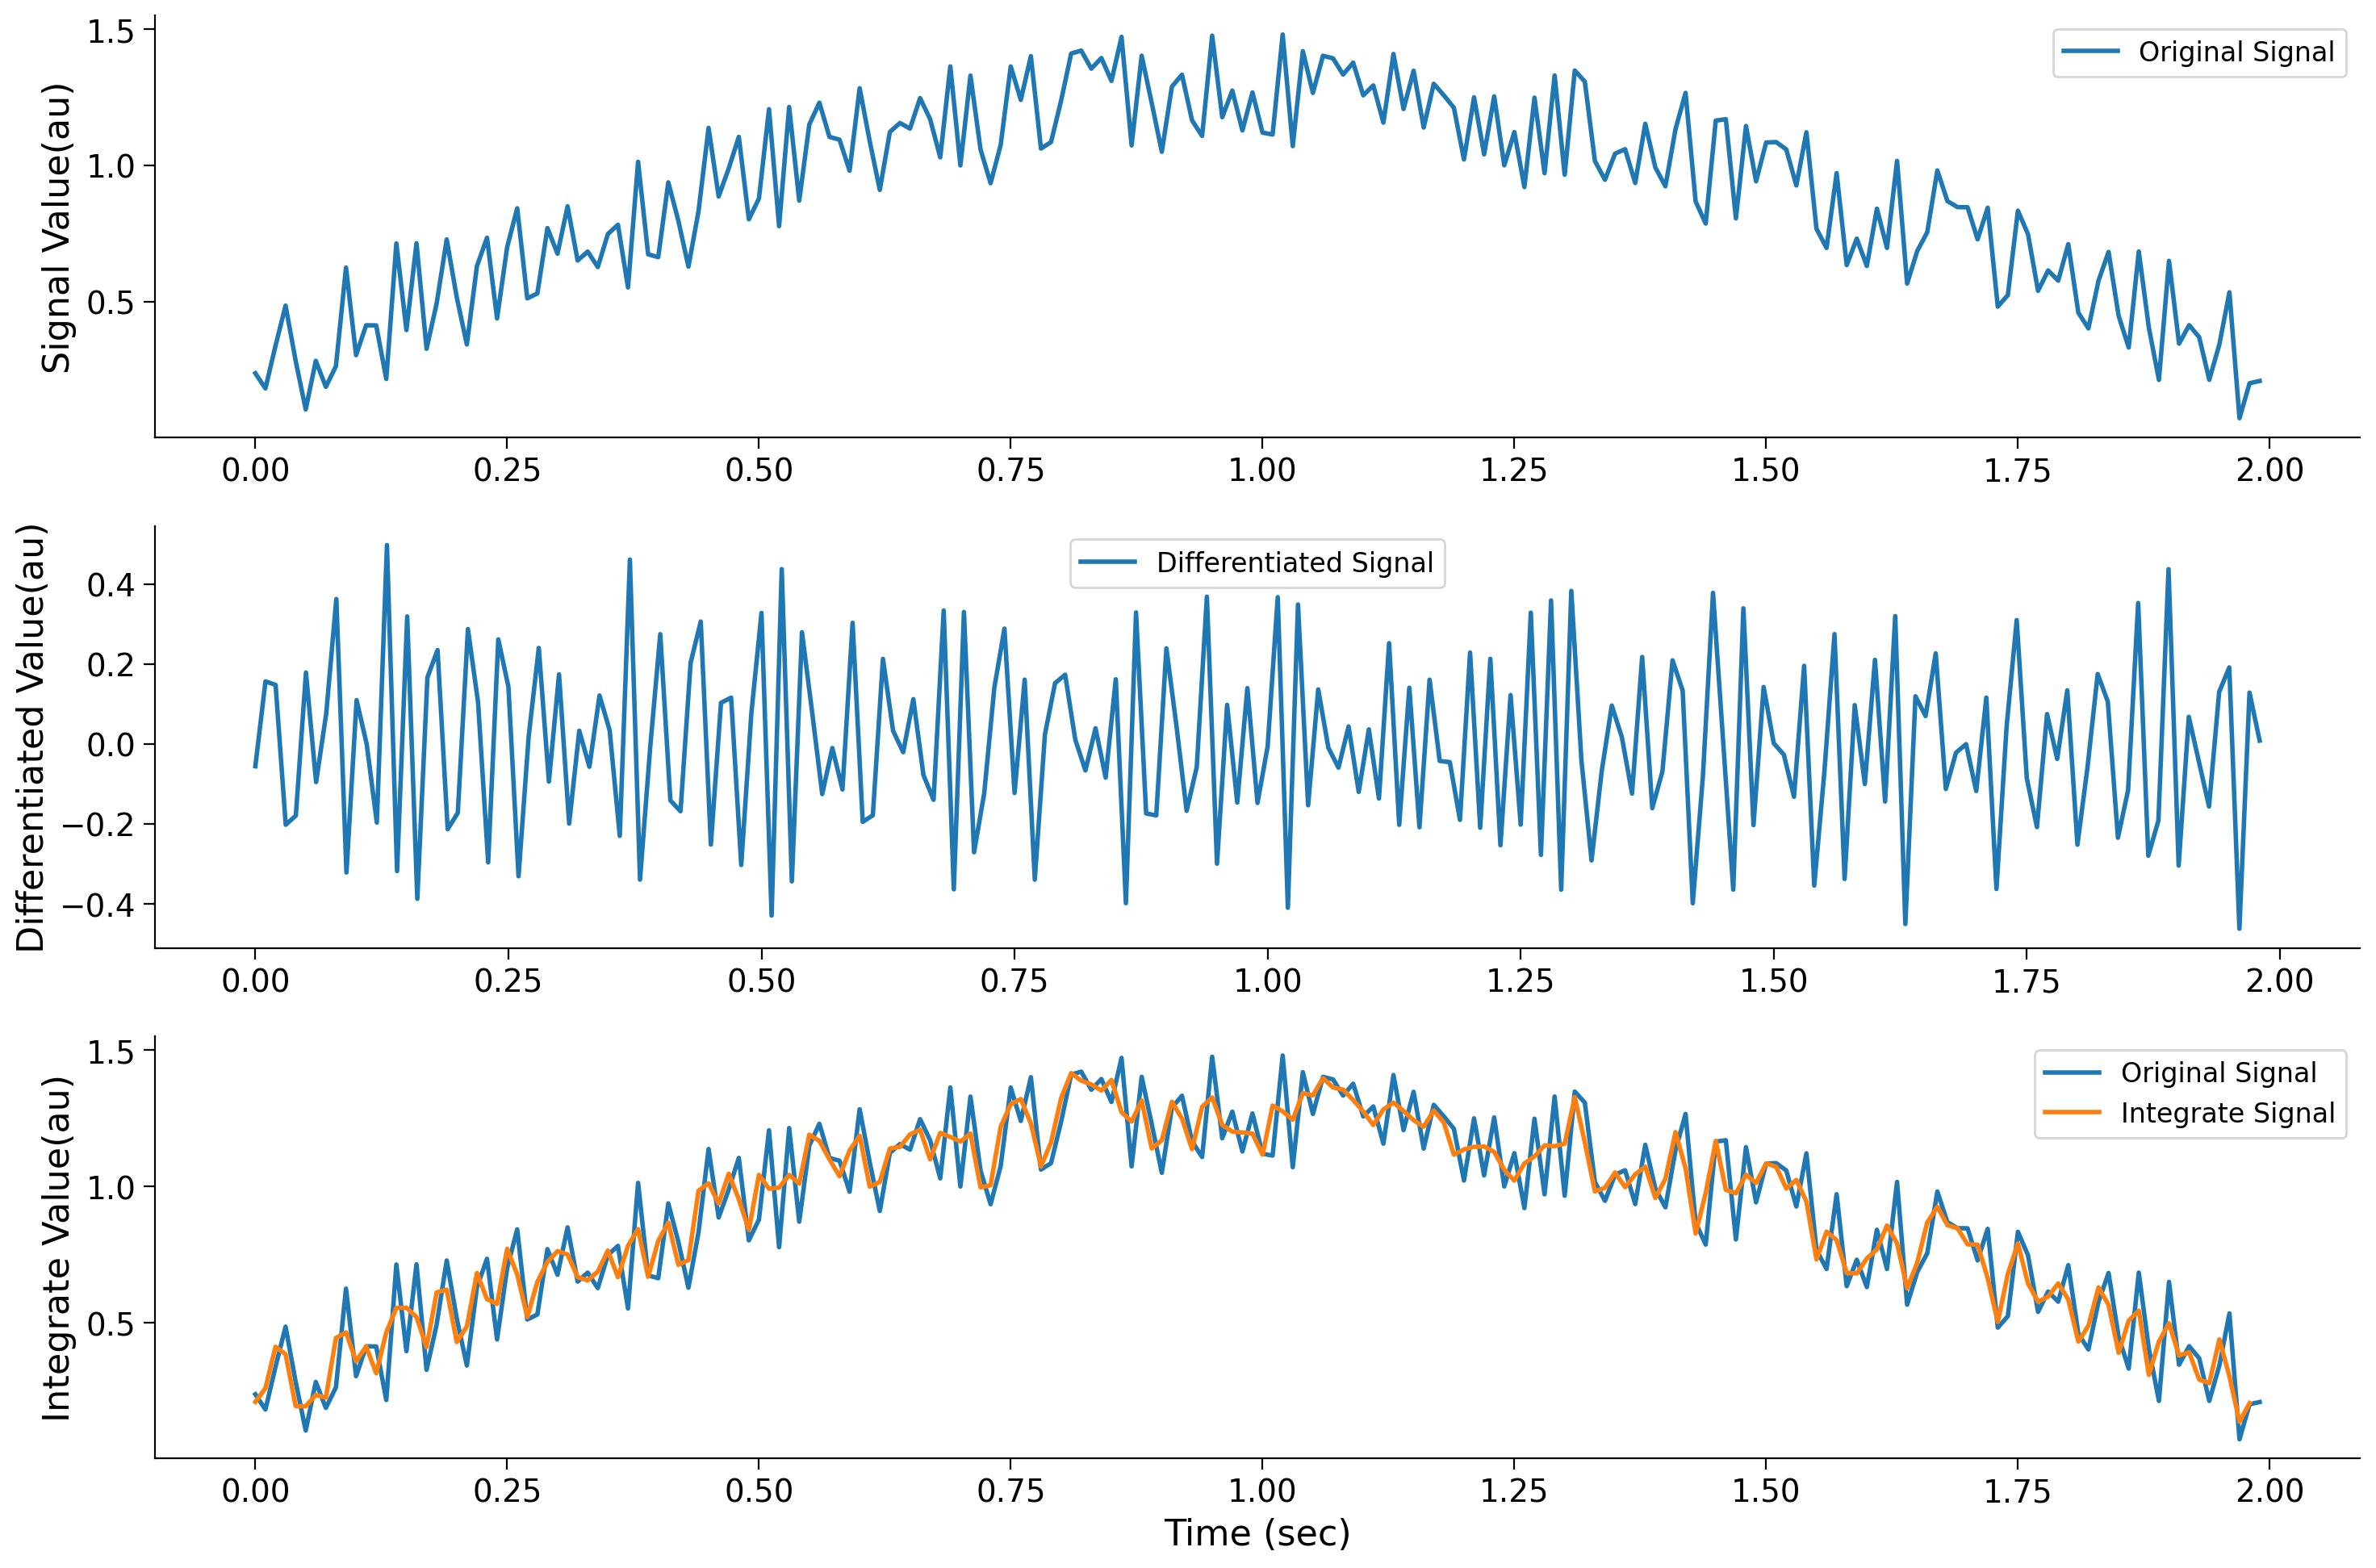 Signal Value(au)
1.5
1.0
0.5
Original Signal
0.00 0.25 0.50 0.75 1.00 1.25 1.50 1.75 2.00
Differentiated Value(au)
0.4
0.2
0.0
−0.2
−0.4
Differentiated Signal
0.00 0.25 0.50 0.75 1.00 1.25 1.50 1.75 2.00
Integrate Value(au)
1.5
1.0
0.5
Original Signal
Integrate Signal
0.00 0.25 0.50 0.75 1.00 1.25 1.50 1.75 2.00
Time (sec)